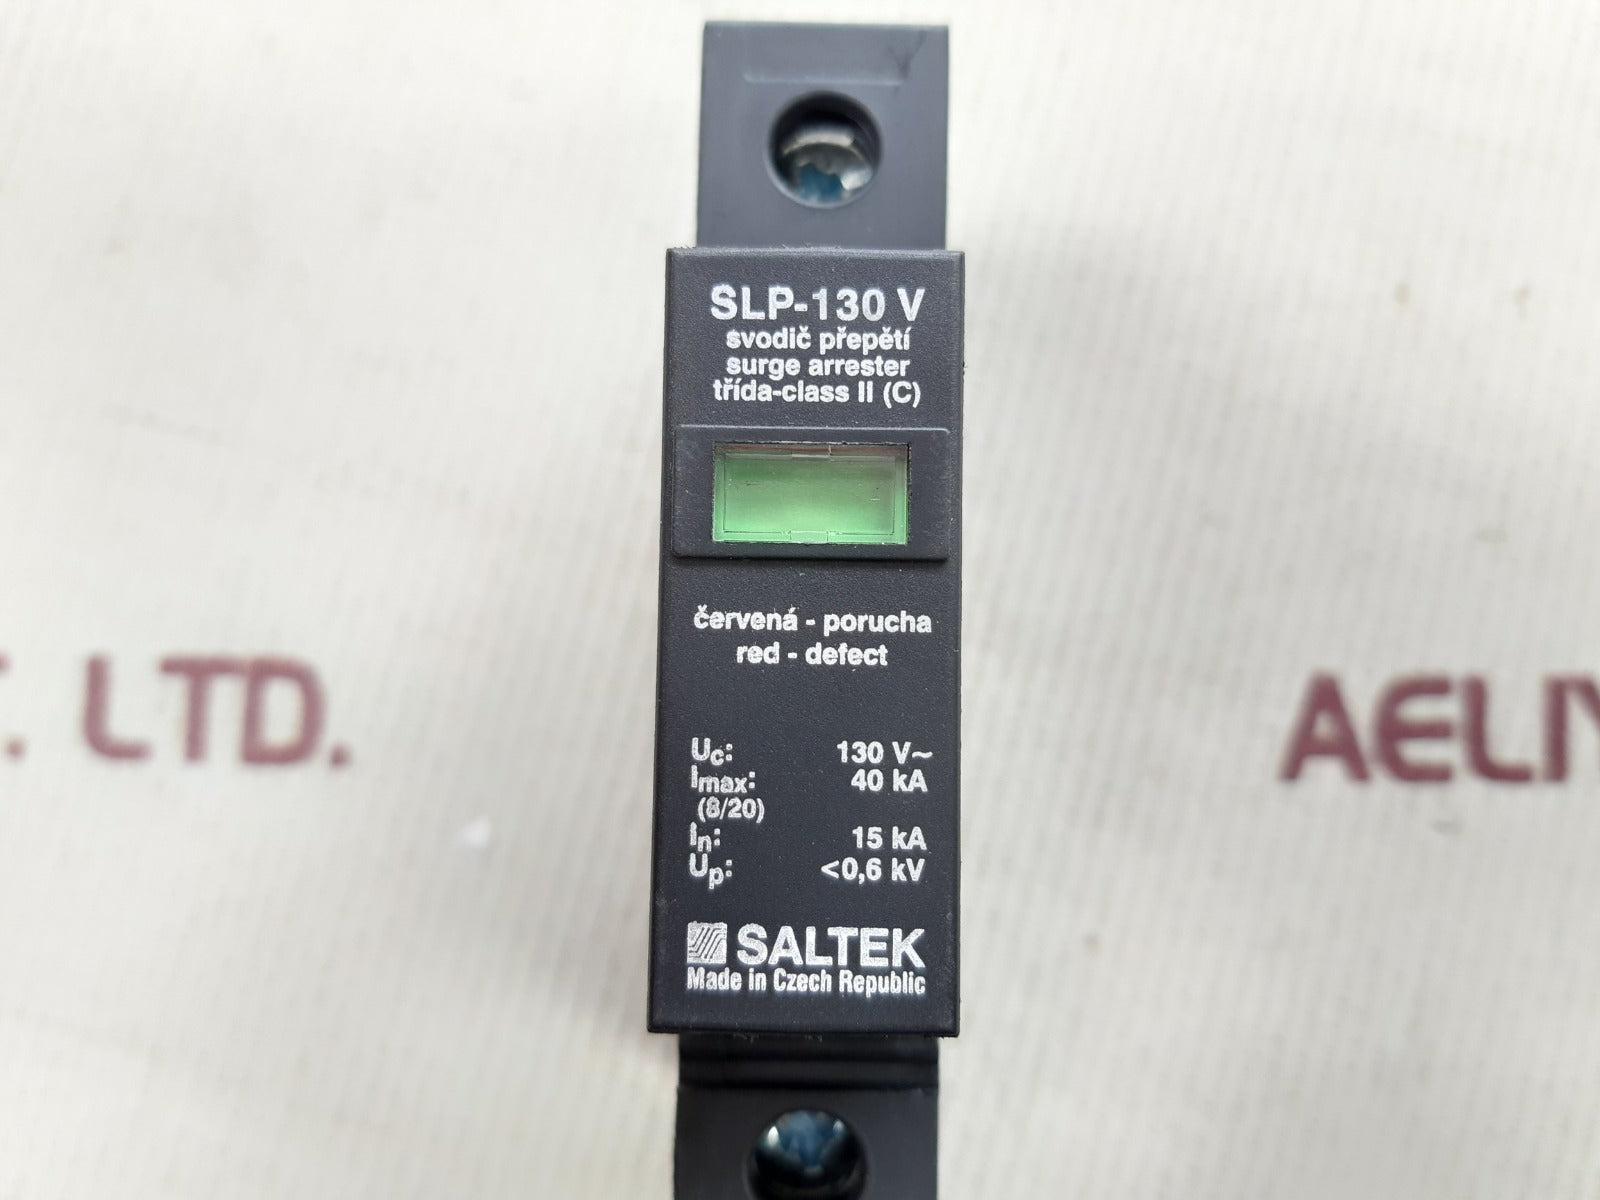 SLP-130 V
svodič přepětí
surge arrester
třída-class II (C)
červená - porucha
red - defect
Uc: 130 V~
Imax: 40 kA
(8/20)
In: 15 kA
Up: <0,6 kV
SALTEK
Made in Czech Republic
LTD.